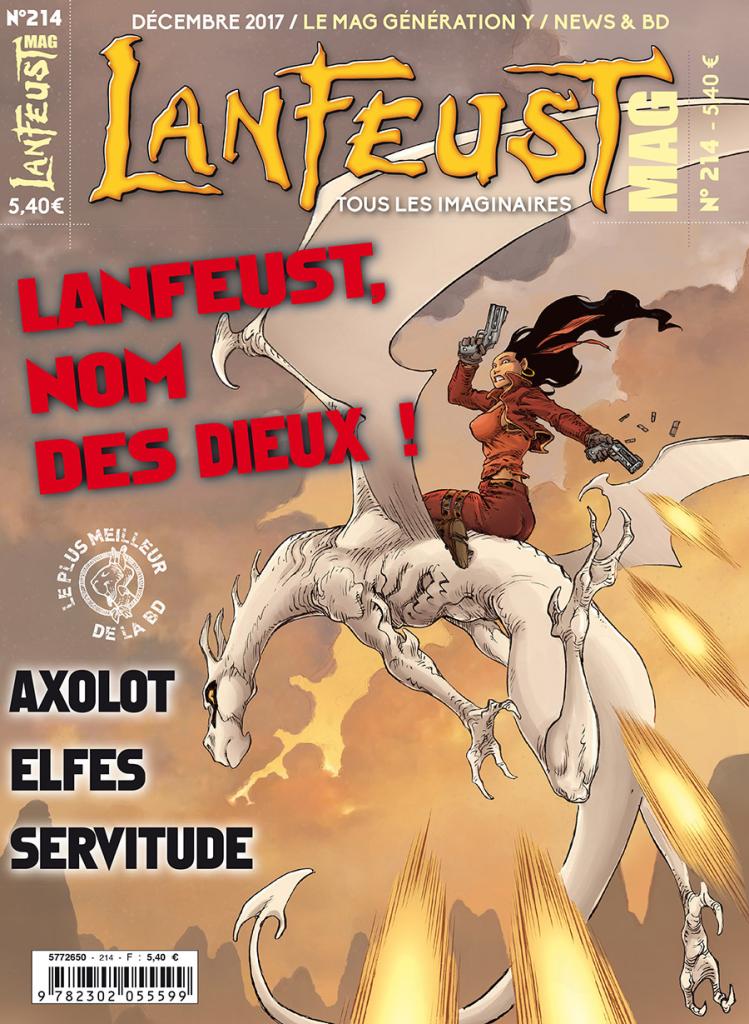 N°214
LANFEUST
MAG
5,40€
DÉCEMBRE 2017 / LE MAG GÉNÉRATION Y / NEWS & BD
LANFEUST
MAG
N° 214 - 5,40 €
TOUS LES IMAGINAIRES
LANFEUST,
NOM
DES DIEUX !
LE PLUS MEILLEUR
DE LA BD
AXOLOT
ELFES
SERVITUDE
5772650 - 214 - F : 5,40 €
9 782302 055599